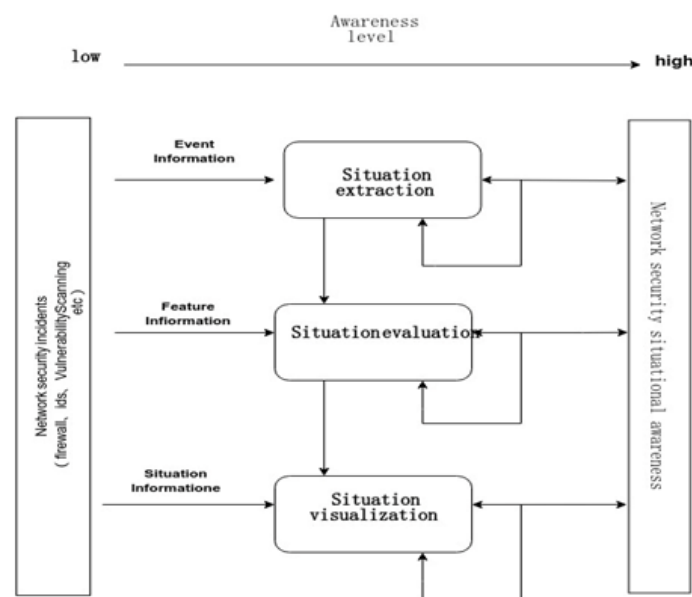 Awareness
level
low
high
Event
Information
Situation
extraction
Feature
Infiormation
Situationevaluation
Situation
Informatione
Situation
visualization
Network security incidents
( firewall、ids、VulnerabilityScanning
etc )
Network security situational awareness